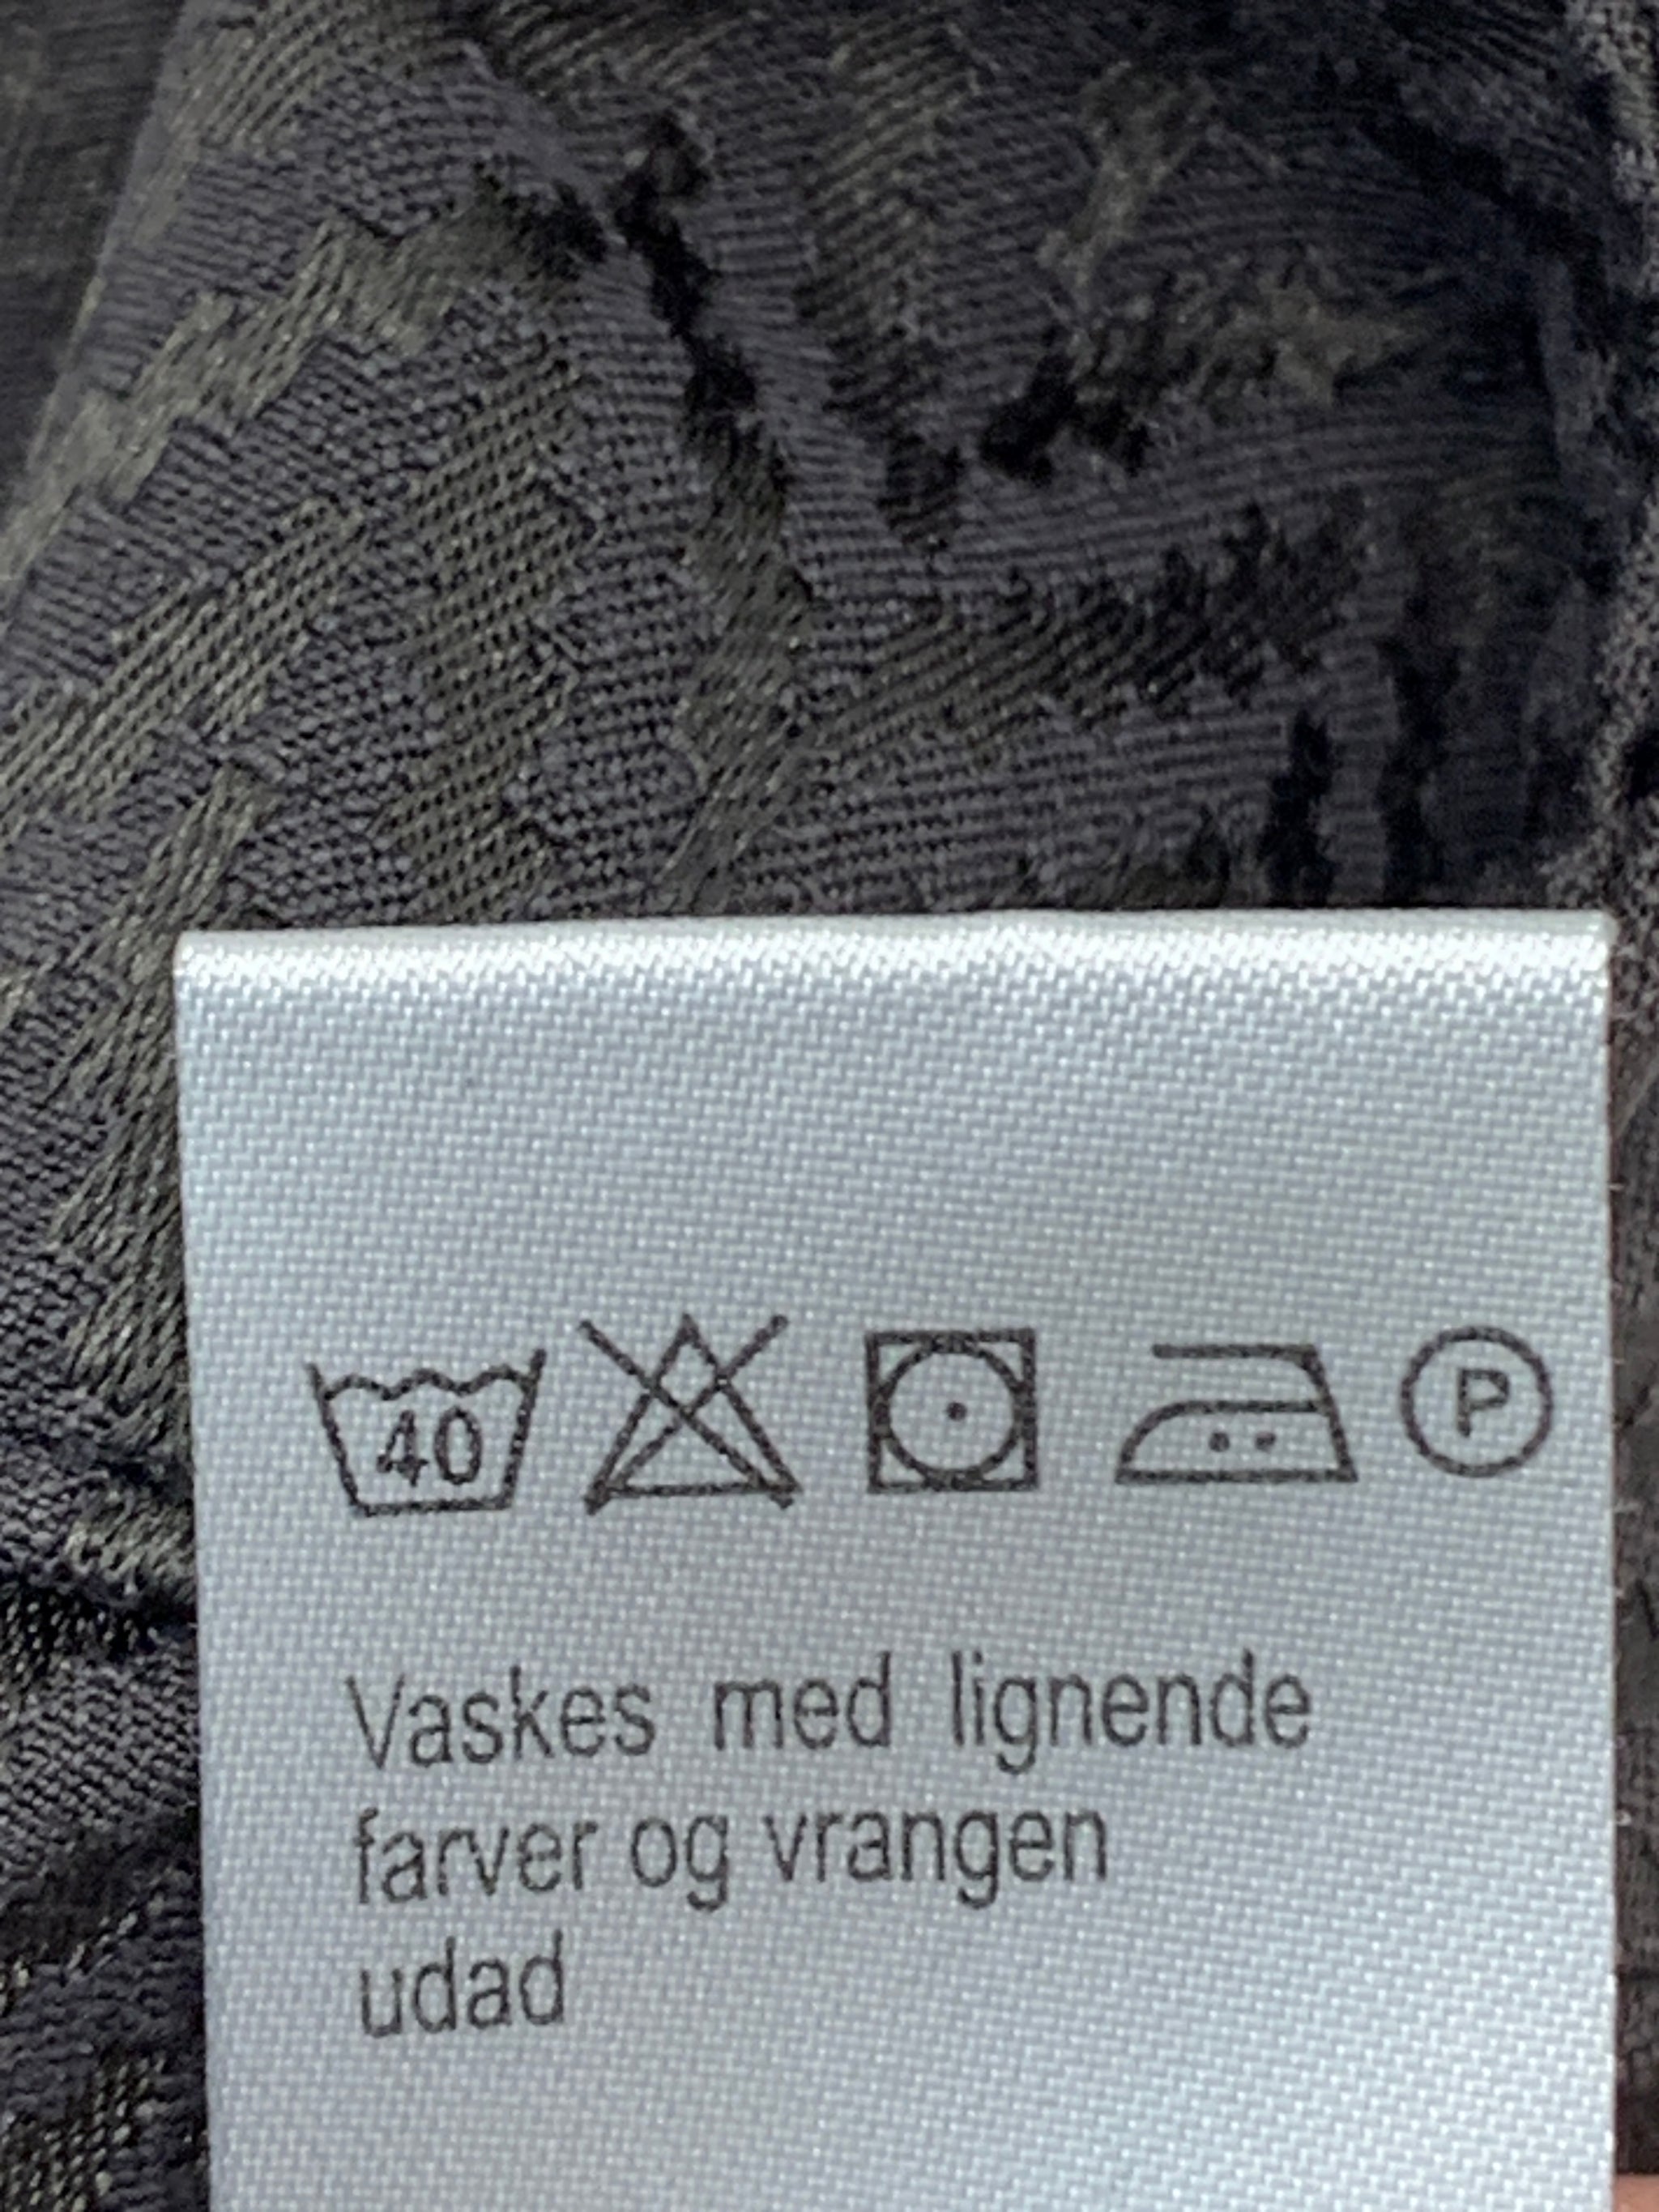 40 P
Vaskes med lignende
farver og vrangen
udad